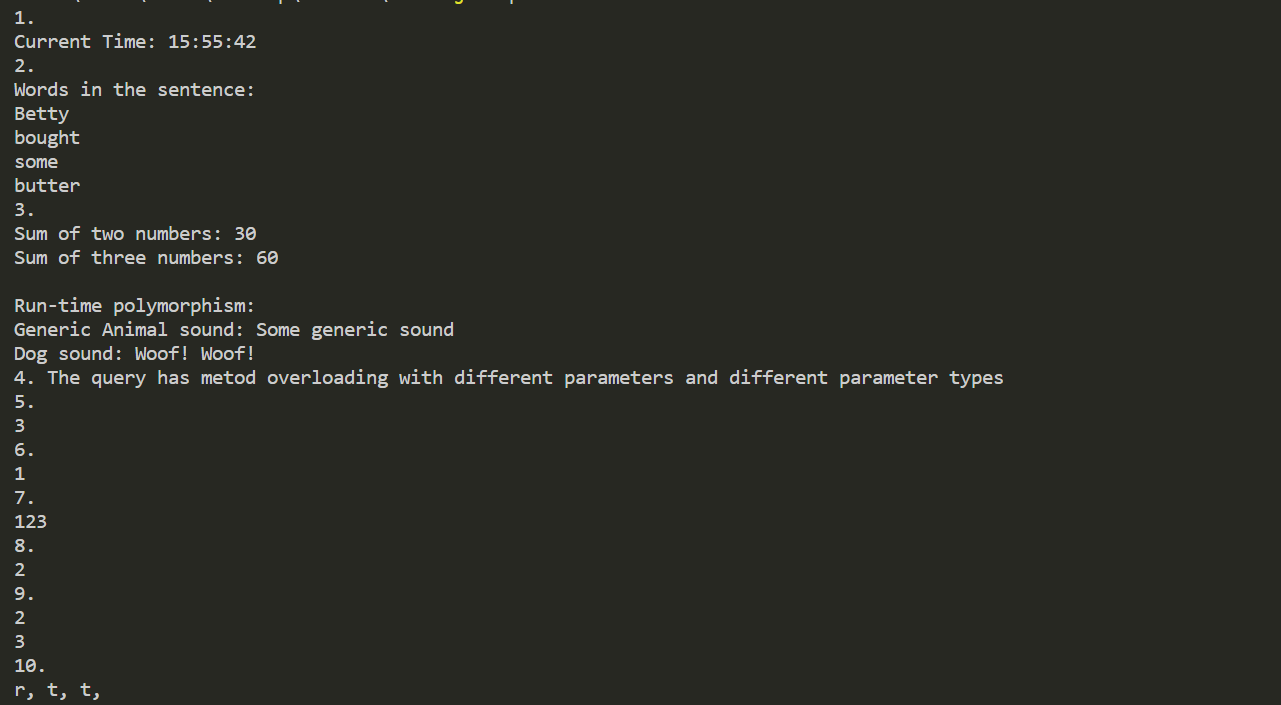 1.
Current Time: 15:55:42
2.
Words in the sentence:
Betty
bought
some
butter
3.
Sum of two numbers: 30
Sum of three numbers: 60
Run-time polymorphism:
Generic Animal sound: Some generic sound
Dog sound: Woof! Woof!
4. The query has metod overloading with different parameters and different parameter types
5.
3
6.
1
7.
123
8.
2
9.
2
3
10.
r, t, t,